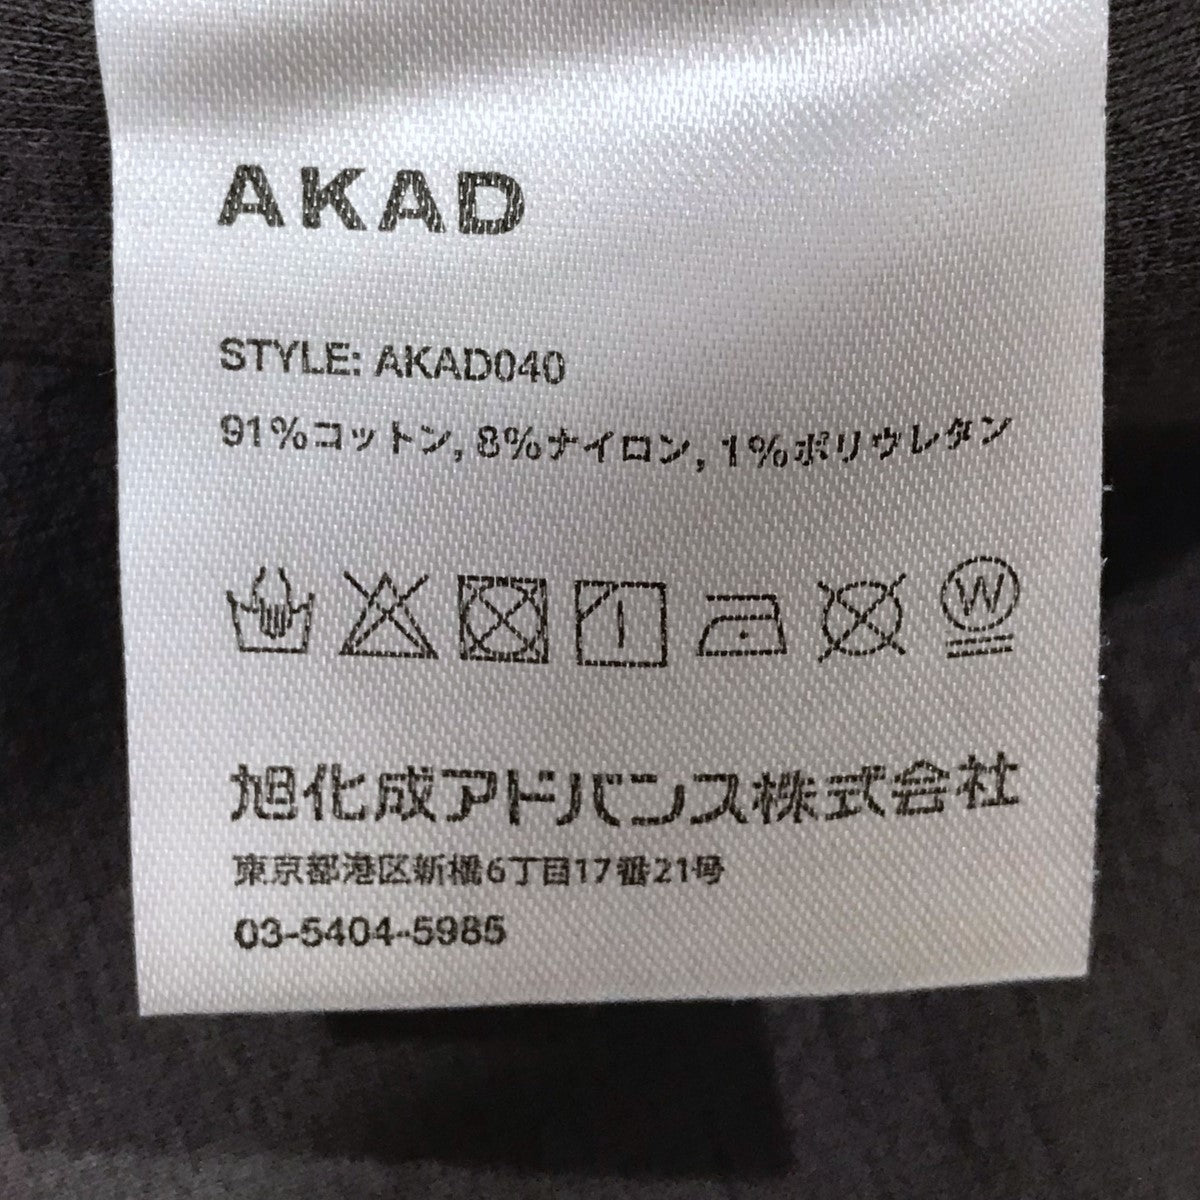 AKAD
STYLE: AKAD040
91%コットン, 8%ナイロン, 1%ポリウレタン
W
旭化成アドバンス株式会社
東京都港区新橋6丁目17番21号
03-5404-5985